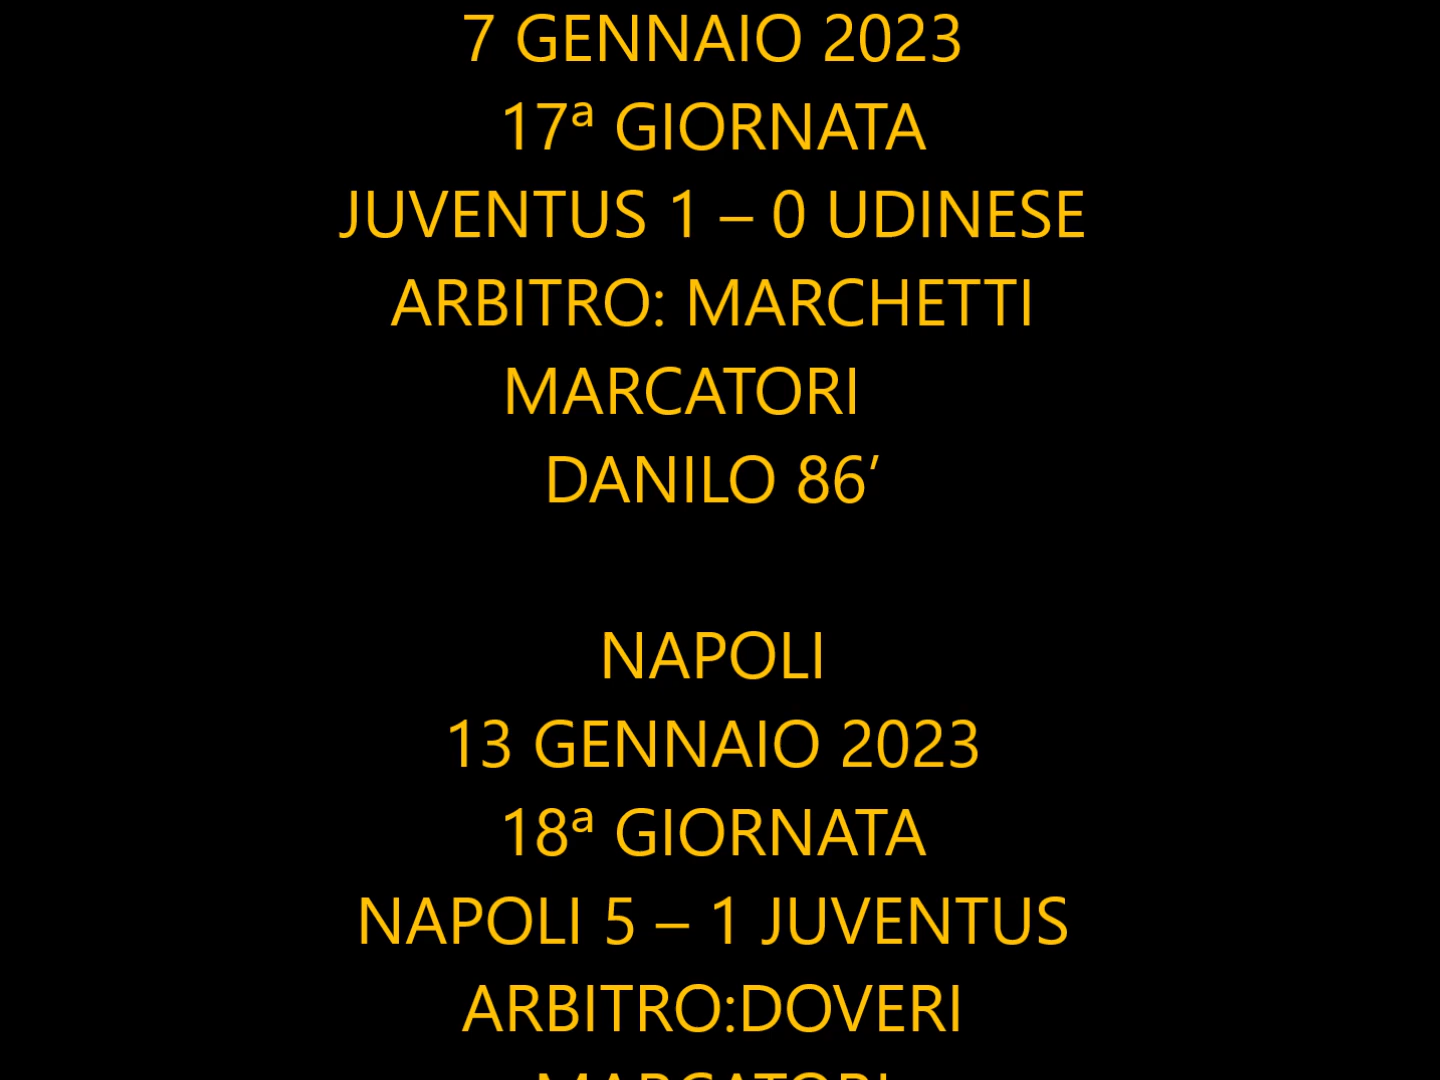 7 GENNAIO 2023
17ª GIORNATA
JUVENTUS 1 – 0 UDINESE
ARBITRO: MARCHETTI
MARCATORI
DANILO 86’
NAPOLI
13 GENNAIO 2023
18ª GIORNATA
NAPOLI 5 – 1 JUVENTUS
ARBITRO:DOVERI
MARCATORI